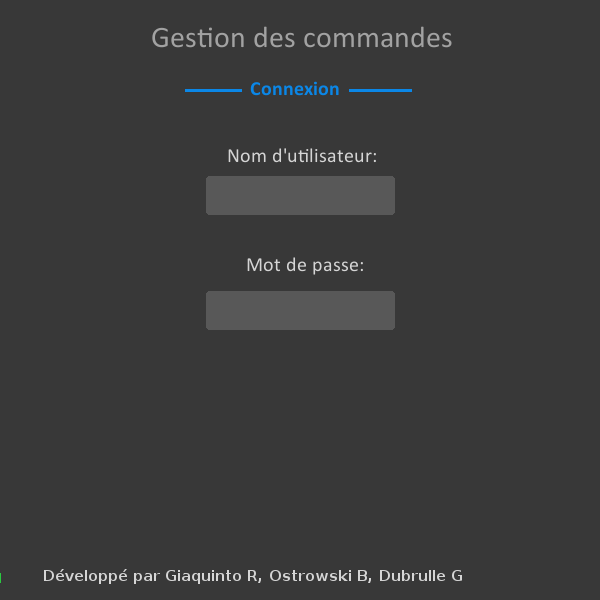 Gestion des commandes
Connexion
Nom d'utilisateur:
Mot de passe:
Développé par Giaquinto R, Ostrowski B, Dubrulle G